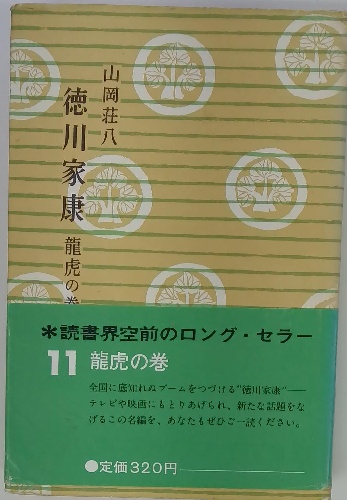 山岡荘八
徳川家康
龍虎の巻
*読書界空前のロング・セラー
11 龍虎の巻
全国に底知れぬブームをつづける“徳川家康”——
テレビや映画にもとりあげられ、新たな話題をな
げるこの名編を、あなたもぜひご一読ください。
●定価320円